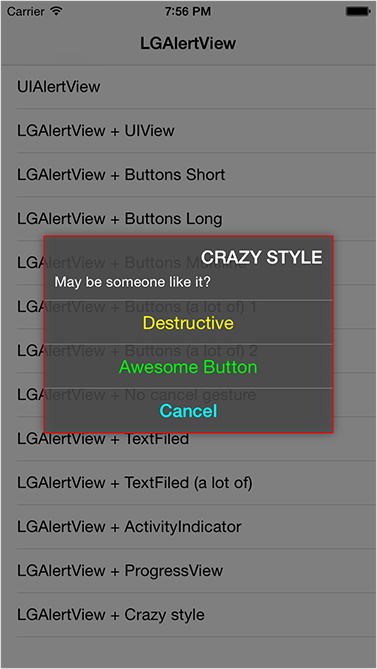 Carrier 7:56 PM
LGAlertView
UIAlertView
LGAlertView + UIView
LGAlertView + Buttons Short
LGAlertView + Buttons Long
LGAlertView + Buttons Multiline
CRAZY STYLE
May be someone like it?
LGAlertView + Buttons (a lot of) 1
Destructive
LGAlertView + Buttons (a lot of) 2
Awesome Button
LGAlertView + No cancel gesture
Cancel
LGAlertView + TextFiled
LGAlertView + TextFiled (a lot of)
LGAlertView + ActivityIndicator
LGAlertView + ProgressView
LGAlertView + Crazy style